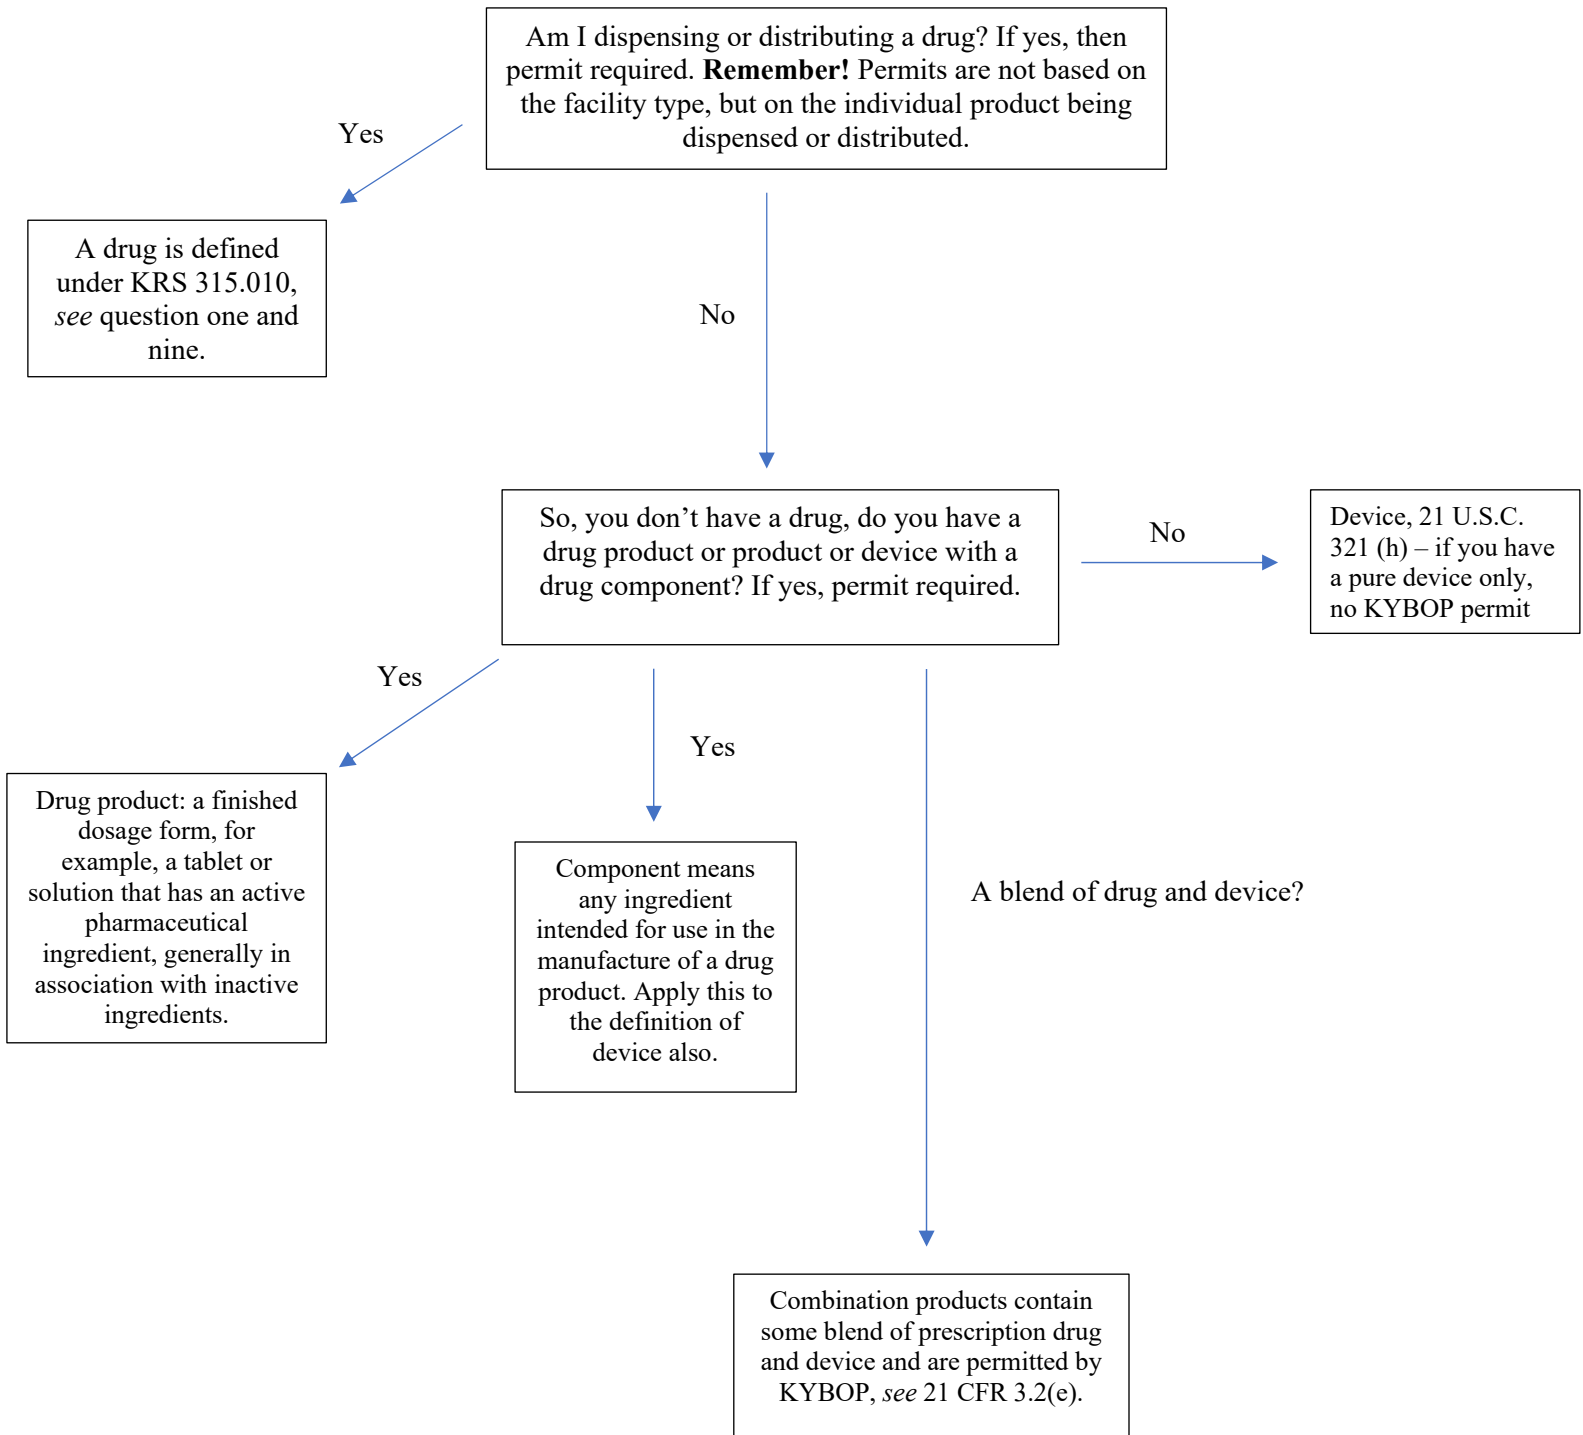 Am I dispensing or distributing a drug? If yes, then
permit required. Remember! Permits are not based on
the facility type, but on the individual product being
dispensed or distributed.
Yes
A drug is defined
under KRS 315.010,
see question one and
nine.
No
So, you don’t have a drug, do you have a
drug product or product or device with a
drug component? If yes, permit required.
No
Device, 21 U.S.C.
321 (h) – if you have
a pure device only,
no KYBOP permit
Yes
Drug product: a finished
dosage form, for
example, a tablet or
solution that has an active
pharmaceutical
ingredient, generally in
association with inactive
ingredients.
Yes
Component means
any ingredient
intended for use in the
manufacture of a drug
product. Apply this to
the definition of
device also.
A blend of drug and device?
Combination products contain
some blend of prescription drug
and device and are permitted by
KYBOP, see 21 CFR 3.2(e).